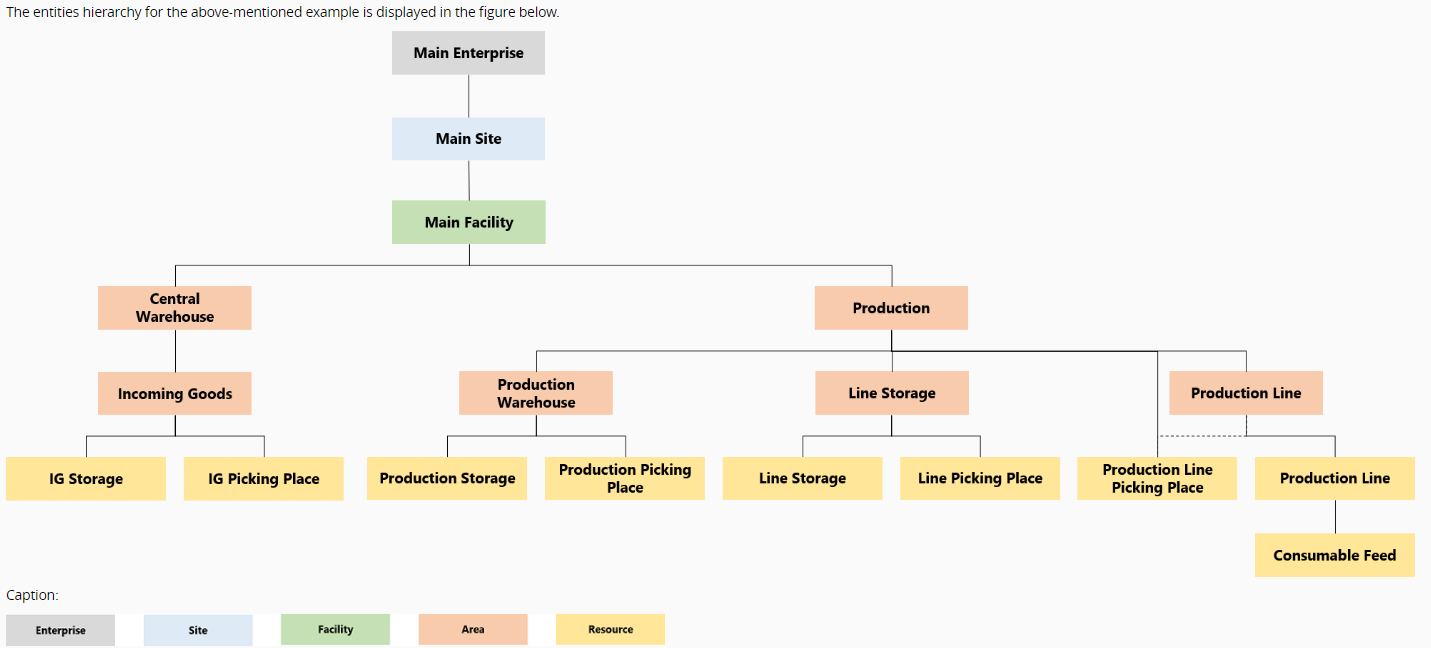 The entities hierarchy for the above-mentioned example is displayed in the figure below.
Main Enterprise
Main Site
Main Facility
Central
Warehouse
Production
Incoming Goods
Production
Warehouse
Line Storage
Production Line
IG Storage
IG Picking Place
Production Storage
Production Picking
Place
Line Storage
Line Picking Place
Production Line
Picking Place
Production Line
Consumable Feed
Caption:
Enterprise
Site
Facility
Area
Resource